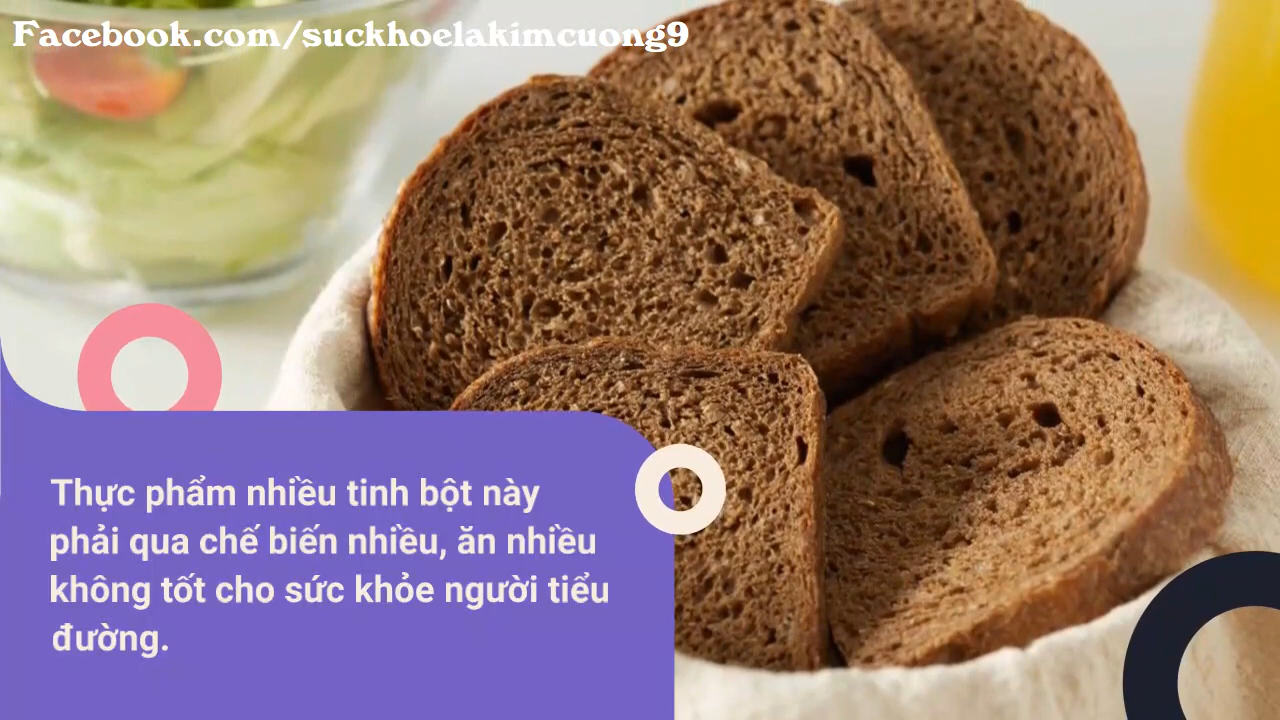 Facebook.com/suckhoelakimcuong9
Thực phẩm nhiều tinh bột này
phải qua chế biến nhiều, ăn nhiều
không tốt cho sức khỏe người tiểu
đường.